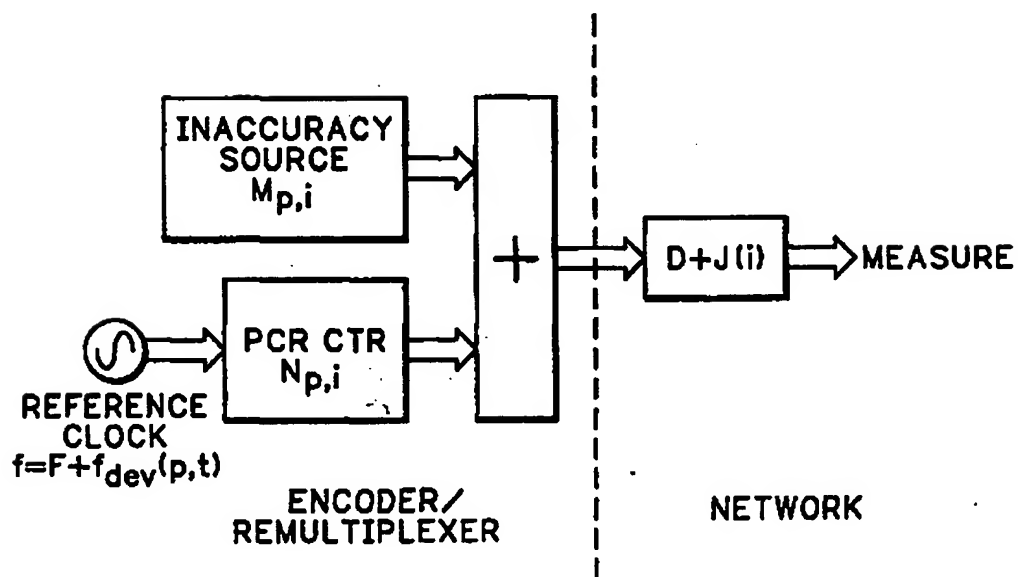 INACCURACY
SOURCE
Mp,i
+
D+J(i)
MEASURE
PCR CTR
Np,i
REFERENCE
CLOCK
f=F+fdev(p,t)
ENCODER/
REMULTIPLEXER
NETWORK